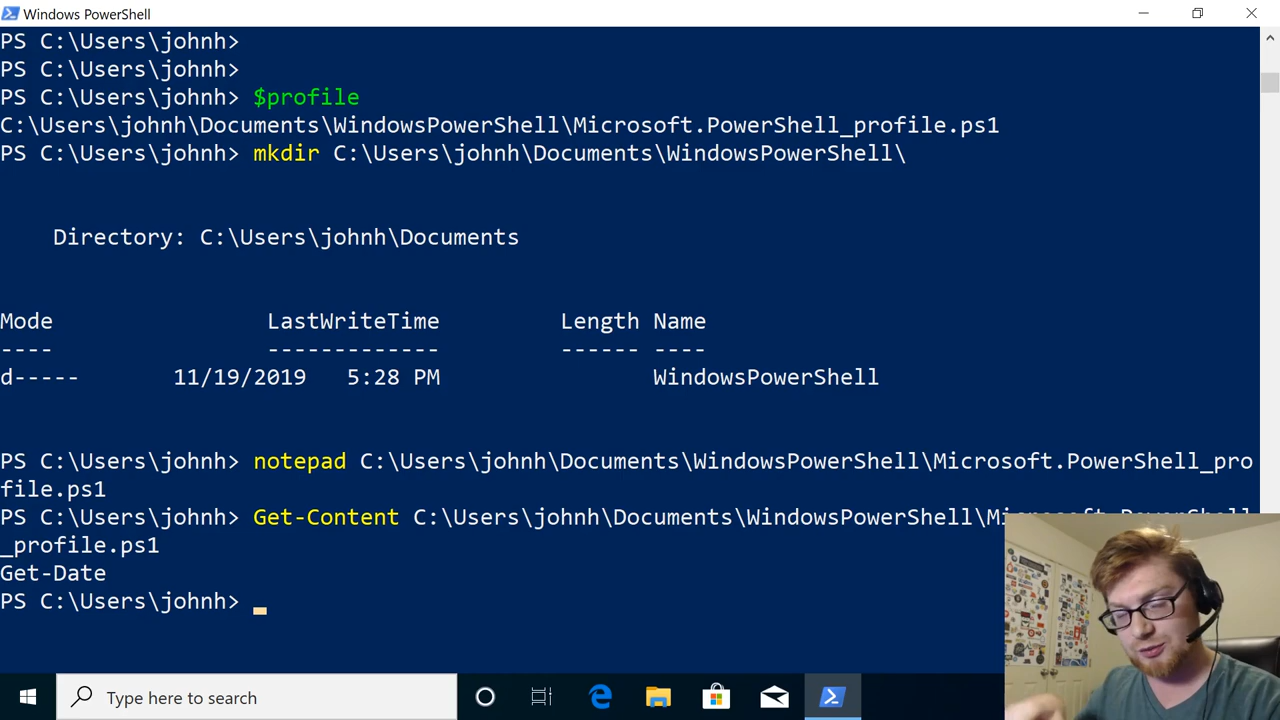 Windows PowerShell
PS C:\Users\johnh>
PS C:\Users\johnh>
PS C:\Users\johnh> $profile
C:\Users\johnh\Documents\WindowsPowerShell\Microsoft.PowerShell_profile.ps1
PS C:\Users\johnh> mkdir C:\Users\johnh\Documents\WindowsPowerShell\
Directory: C:\Users\johnh\Documents
Mode LastWriteTime Length Name
---- ------------- ------ ----
d----- 11/19/2019 5:28 PM WindowsPowerShell
PS C:\Users\johnh> notepad C:\Users\johnh\Documents\WindowsPowerShell\Microsoft.PowerShell_pro
file.ps1
PS C:\Users\johnh> Get-Content C:\Users\johnh\Documents\WindowsPowerShell\Microsoft.PowerShell
_profile.ps1
Get-Date
PS C:\Users\johnh>
Type here to search